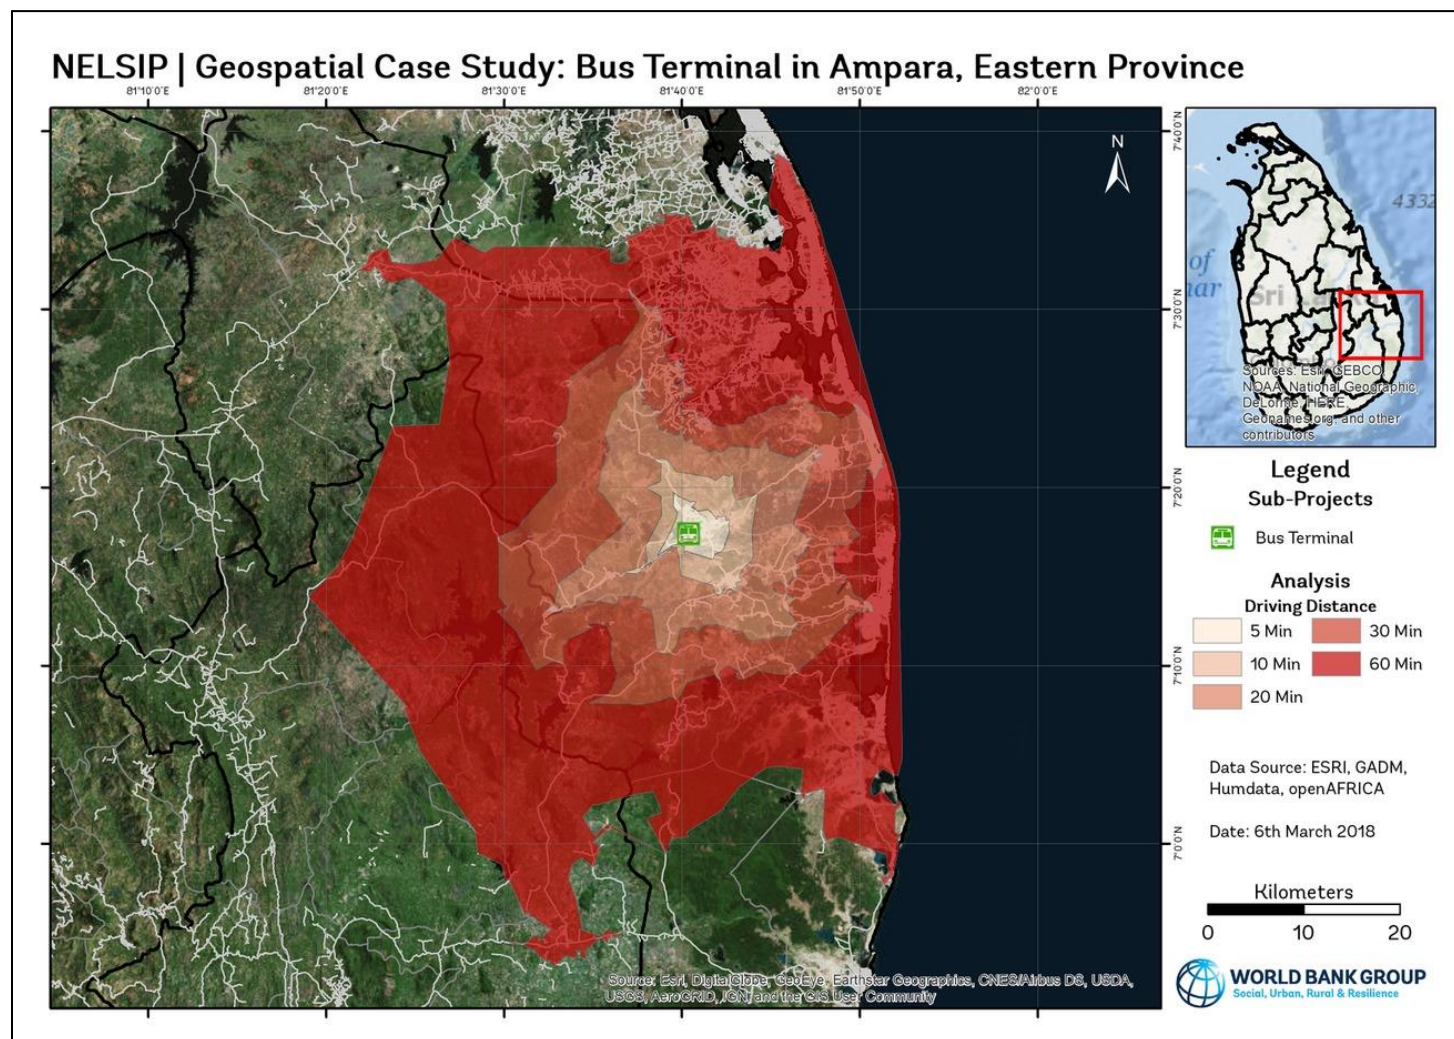 NELSIP | Geospatial Case Study: Bus Terminal in Ampara, Eastern Province
81°10'0"E 81°20'0"E 81°30'0"E 81°40'0"E 81°50'0"E 82°0'0"E
N
7°40'0"N
7°30'0"N
7°20'0"N
7°10'0"N
7°0'0"N
Source: Esri, DigitalGlobe, GeoEye, Earthstar Geographics, CNES/Airbus DS, USDA,
USGS, AeroGRID, IGN, and the GIS User Community
4332
of
nar
Sri La
Sources: Esri, GEBCO,
NOAA, National Geographic,
DeLorme, HERE,
Geonames.org, and other
contributors
Legend
Sub-Projects
Bus Terminal
Analysis
Driving Distance
5 Min 30 Min
10 Min 60 Min
20 Min
Data Source: ESRI, GADM,
Humdata, openAFRICA
Date: 6th March 2018
Kilometers
0 10 20
WORLD BANK GROUP
Social, Urban, Rural & Resilience